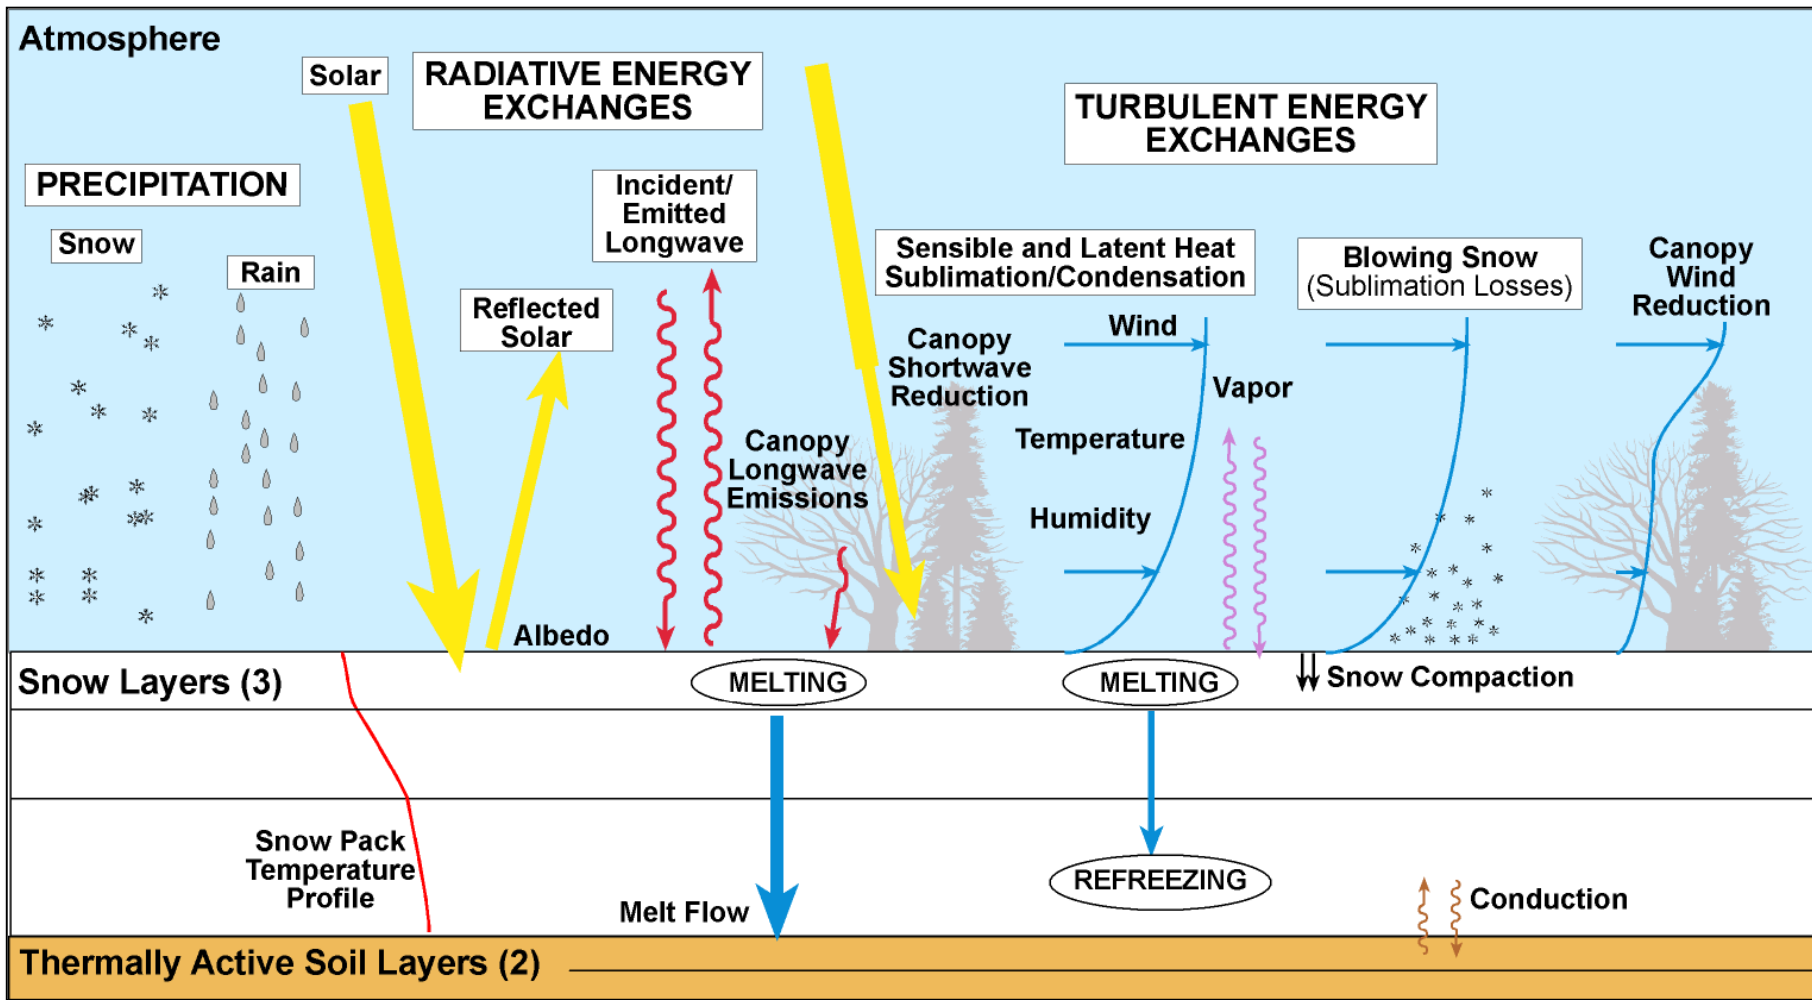 Atmosphere
Solar
RADIATIVE ENERGY
EXCHANGES
TURBULENT ENERGY
EXCHANGES
PRECIPITATION
Snow
Rain
Incident/
Emitted
Longwave
Reflected
Solar
Sensible and Latent Heat
Sublimation/Condensation
Blowing Snow
(Sublimation Losses)
Canopy
Wind
Reduction
Canopy
Shortwave
Reduction
Wind
Vapor
Temperature
Humidity
Canopy
Longwave
Emissions
Albedo
Snow Layers (3)
MELTING
MELTING
Snow Compaction
Snow Pack
Temperature
Profile
Melt Flow
REFREEZING
Conduction
Thermally Active Soil Layers (2)